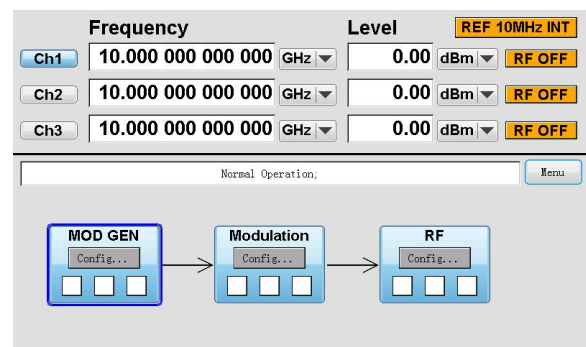 Frequency Level REF 10MHz INT
Ch1 10.000 000 000 000 GHz 0.00 dBm RF OFF
Ch2 10.000 000 000 000 GHz 0.00 dBm RF OFF
Ch3 10.000 000 000 000 GHz 0.00 dBm RF OFF
Normal Operation; Menu
MOD GEN Modulation RF
Config... Config... Config...